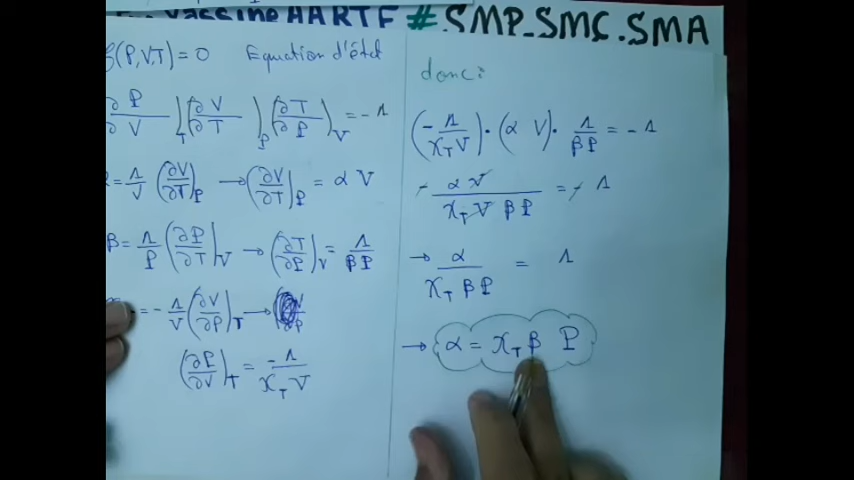 Yassine HARTF # SMP_SMC.SMA
(P,V,T) = 0 Equation d'état
∂P/∂V )_T (∂V/∂T )_P (∂T/∂P)_V = -1
= 1/V (∂V/∂T)_P → (∂V/∂T)_P = α V
β = 1/P (∂P/∂T)_V → (∂T/∂P)_V = 1/βP
= - 1/V (∂V/∂P)_T →
(∂P/∂V)_T = -1/χ_T V
donc:
(-1/χ_T V) · (α V) · 1/βP = -1
- αV/χ_T V βP = - 1
→ α/χ_T βP = 1
→ α = χ_T β P